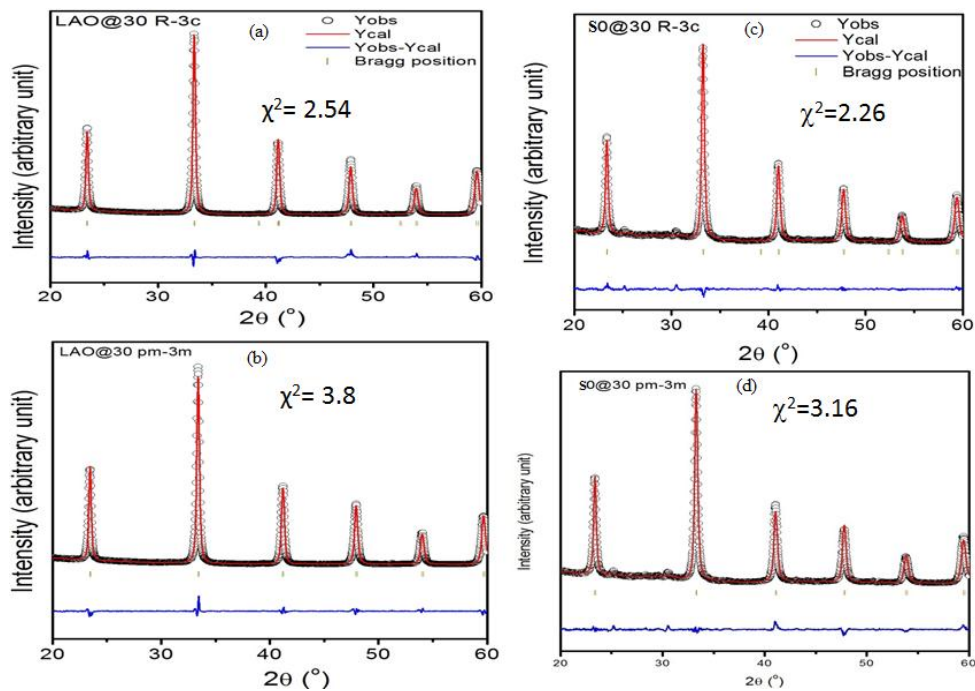 LAO@30 R-3c
(a)
Yobs
Ycal
Yobs-Ycal
Bragg position
χ²= 2.54
Intensity (arbitrary unit)
20 30 40 50 60
2θ (°)
LAO@30 pm-3m
(b)
χ²= 3.8
Intensity (arbitrary unit)
20 30 40 50 60
2θ (°)
S0@30 R-3c
(c)
Yobs
Ycal
Yobs-Ycal
Bragg position
χ²=2.26
Intensity (arbitrary unit)
20 30 40 50 60
2θ (°)
S0@30 pm-3m
(d)
χ²=3.16
Intensity (arbitrary unit)
20 30 40 50 60
2θ (°)